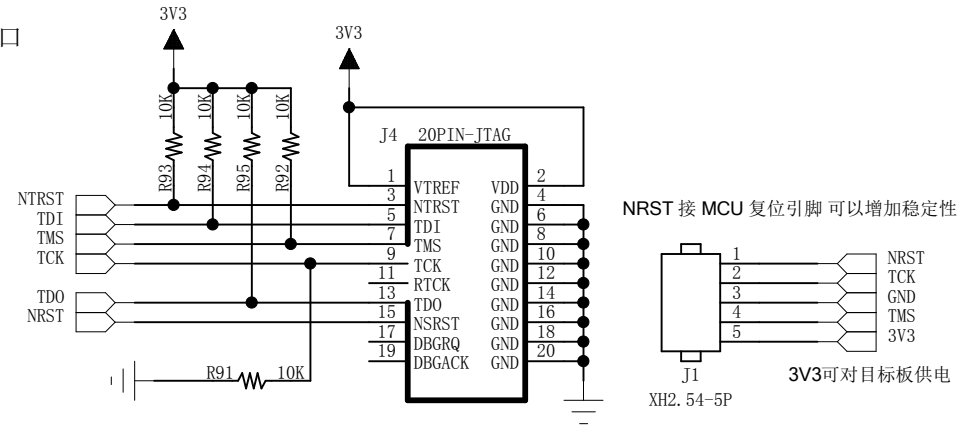 口
3V3
3V3
10K
10K
10K
10K
R93
R94
R95
R92
J4 20PIN-JTAG
NTRST
TDI
TMS
TCK
TDO
NRST
1 VTREF VDD 2
3 NTRST GND 4
5 TDI GND 6
7 TMS GND 8
9 TCK GND 10
11 RTCK GND 12
13 TDO GND 14
15 NSRST GND 16
17 DBGRQ GND 18
19 DBGACK GND 20
R91 10K
NRST 接 MCU 复位引脚 可以增加稳定性
1 NRST
2 TCK
3 GND
4 TMS
5 3V3
J1
XH2.54-5P
3V3可对目标板供电